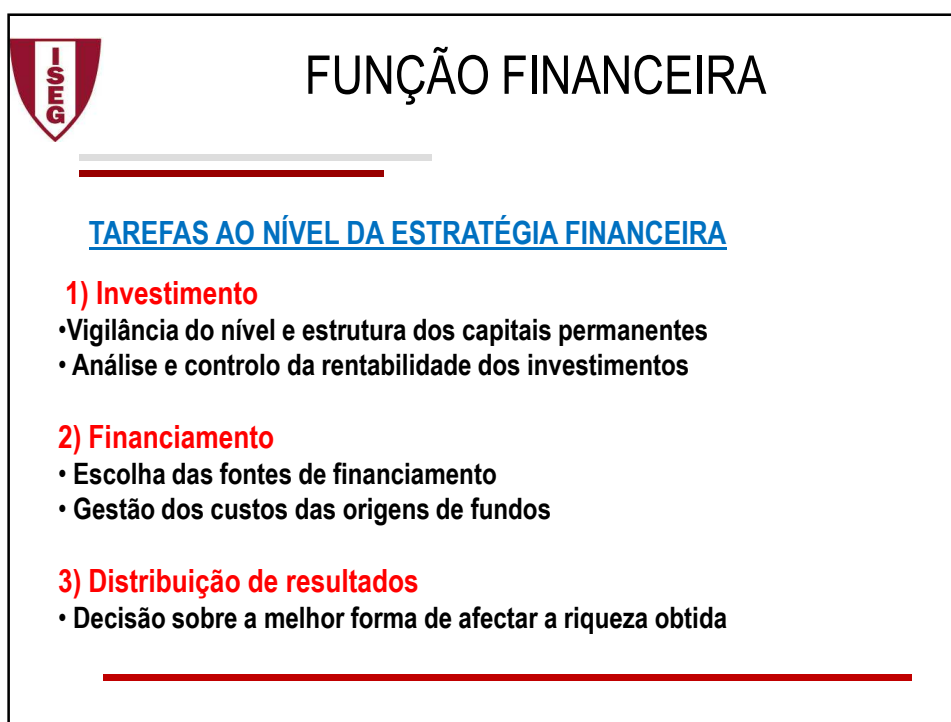 ISEG
FUNÇÃO FINANCEIRA
TAREFAS AO NÍVEL DA ESTRATÉGIA FINANCEIRA
1) Investimento
•Vigilância do nível e estrutura dos capitais permanentes
• Análise e controlo da rentabilidade dos investimentos
2) Financiamento
• Escolha das fontes de financiamento
• Gestão dos custos das origens de fundos
3) Distribuição de resultados
• Decisão sobre a melhor forma de afectar a riqueza obtida